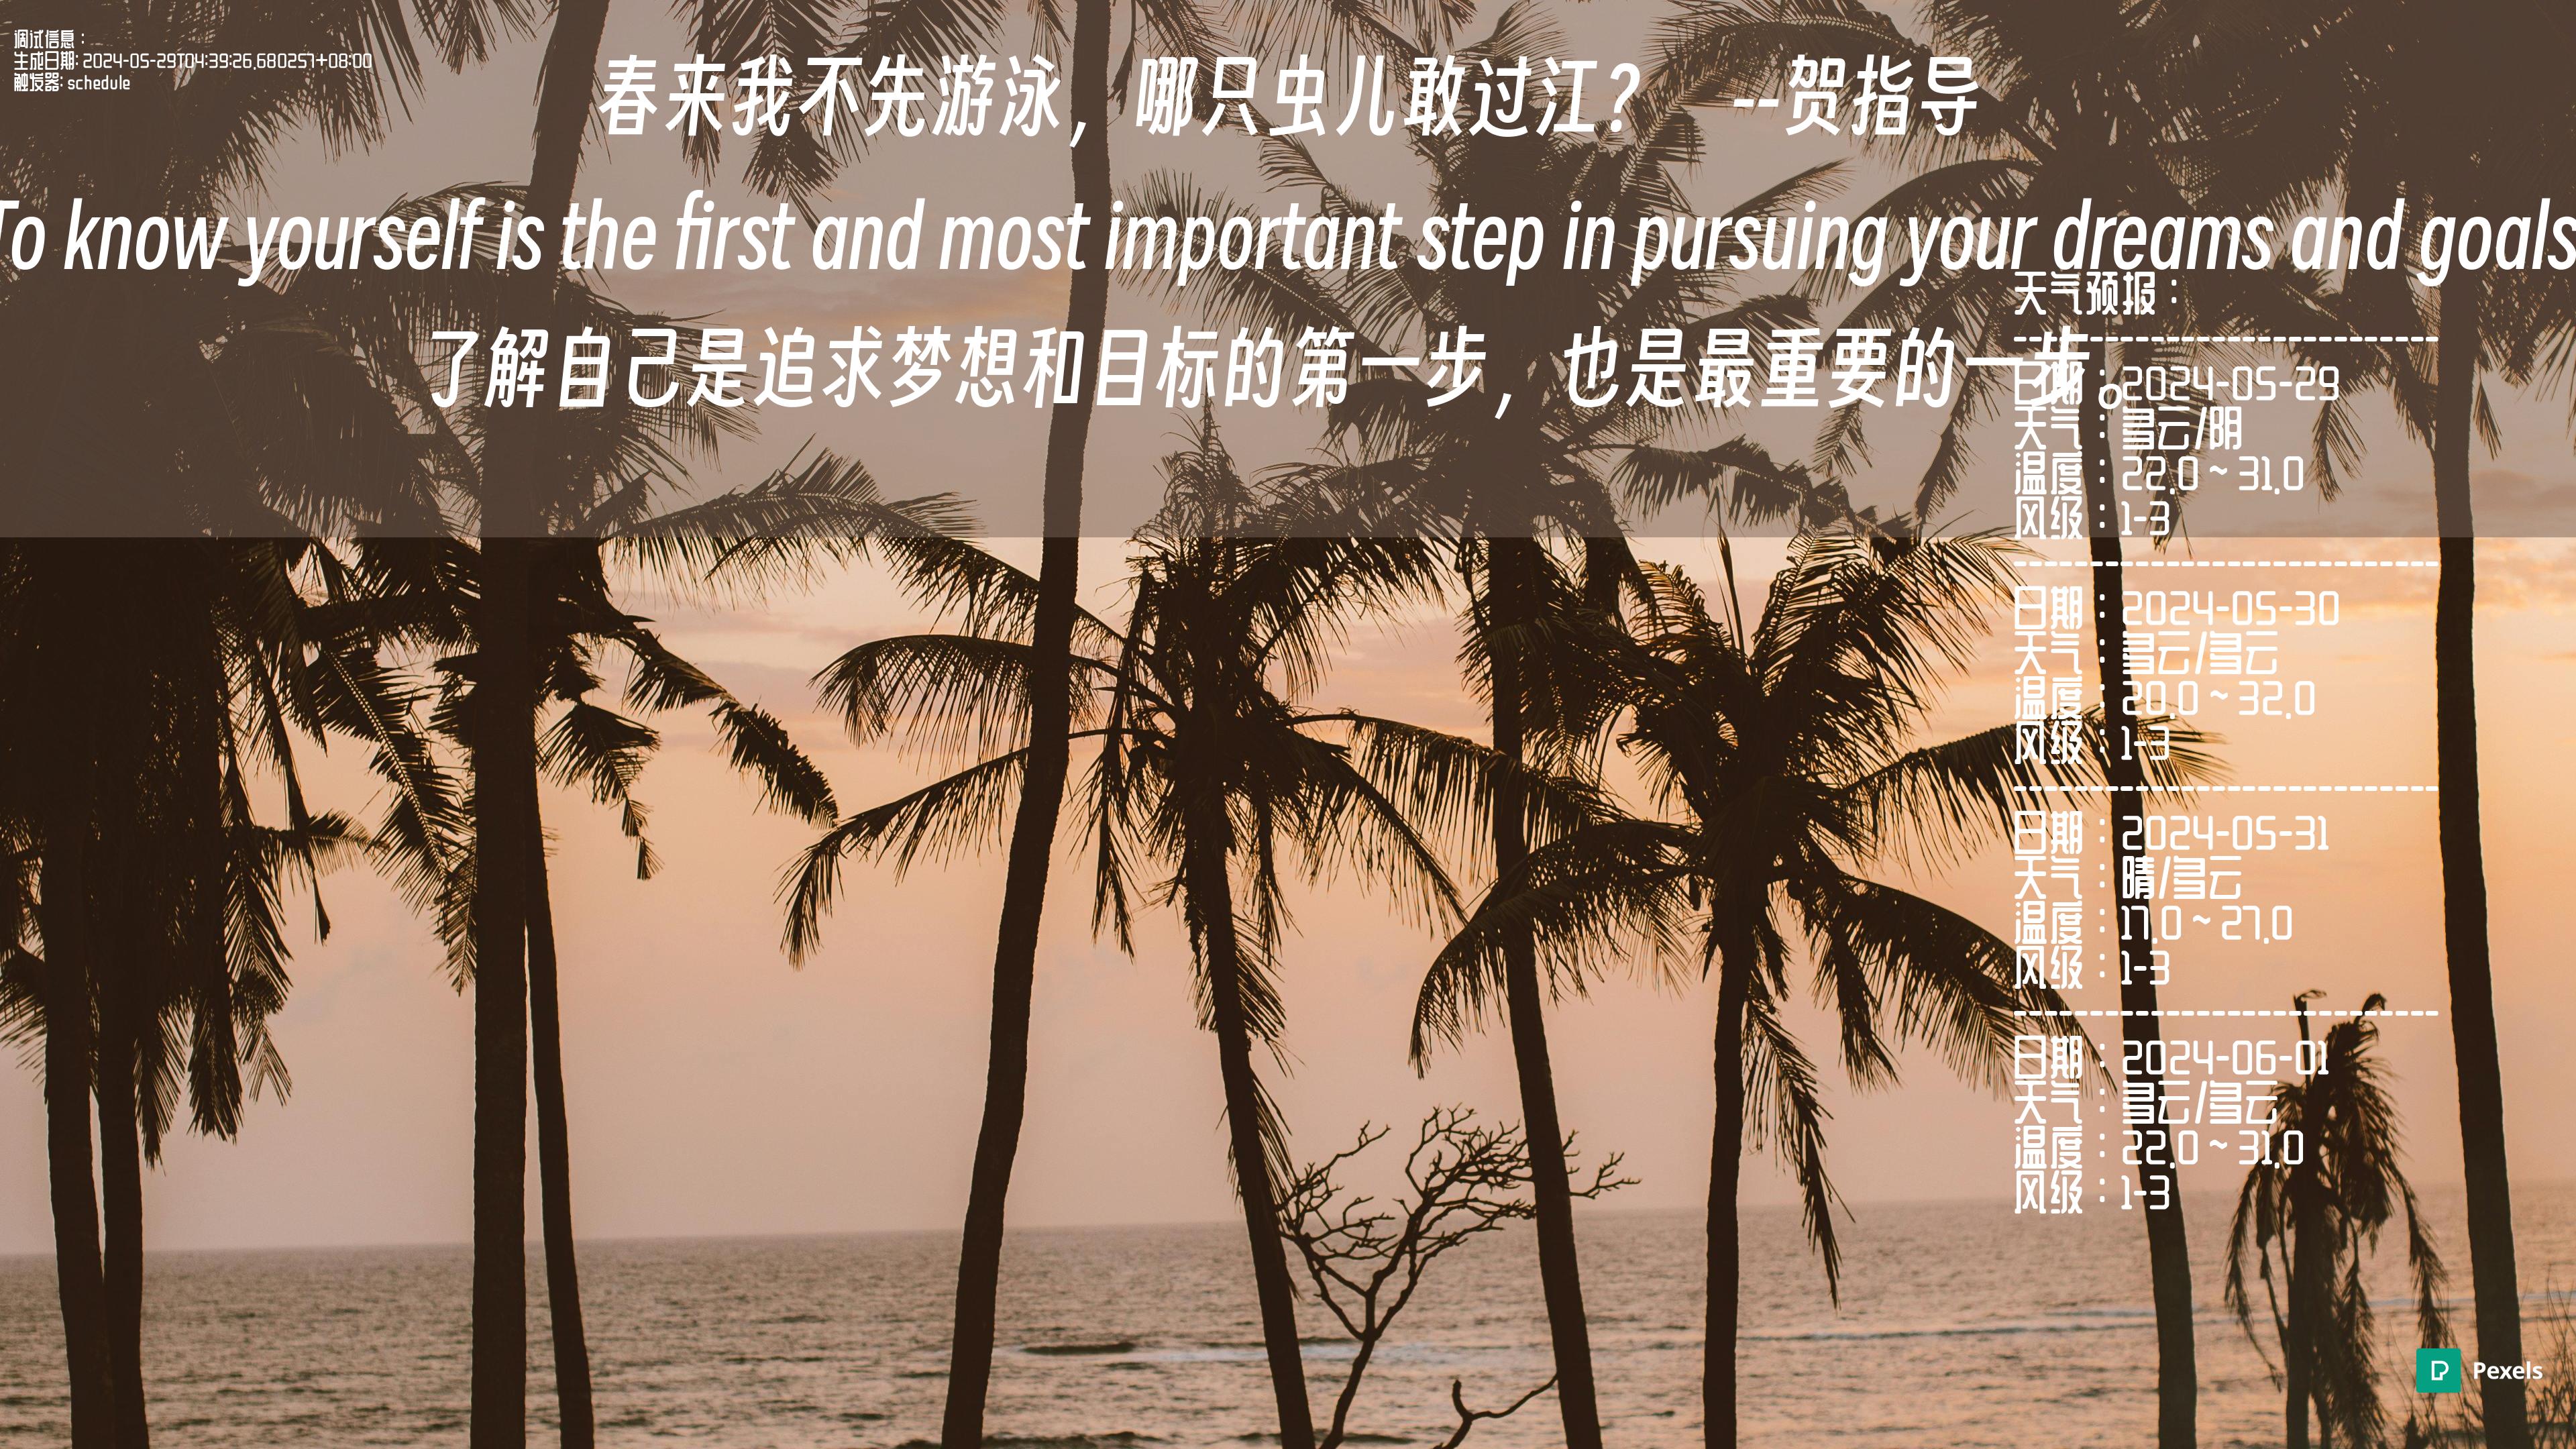 调试信息：
生成日期: 2024-05-29T04:39:26.680257+08:00
触发器: schedule
春来我不先游泳，哪只虫儿敢过江？ --贺指导
To know yourself is the first and most important step in pursuing your dreams and goals
了解自己是追求梦想和目标的第一步，也是最重要的一步。
天气预报：
------------------------------
日期：2024-05-29
天气：多云/阴
温度：22.0 ~ 31.0
风级：1-3
------------------------------
日期：2024-05-30
天气：多云/多云
温度：20.0 ~ 32.0
风级：1-3
------------------------------
日期：2024-05-31
天气：晴/多云
温度：17.0 ~ 27.0
风级：1-3
------------------------------
日期：2024-06-01
天气：多云/多云
温度：22.0 ~ 31.0
风级：1-3
Pexels